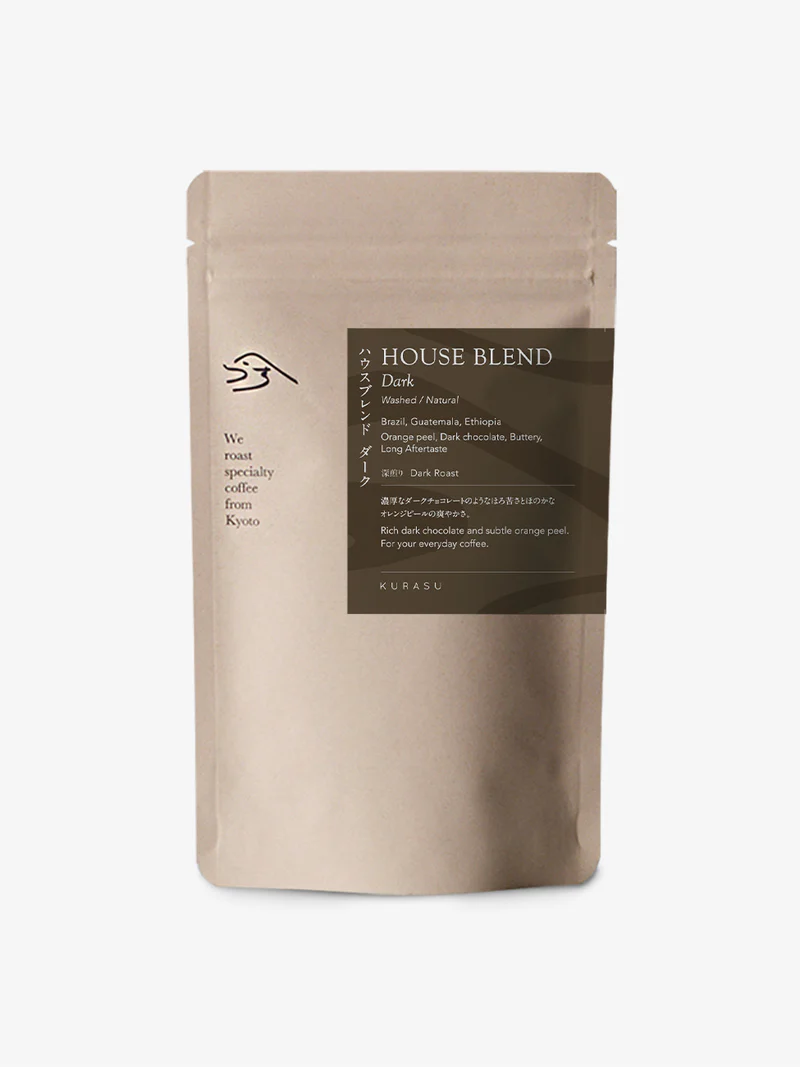 We
roast
specialty
coffee
from
Kyoto
ハウスブレンド ダーク
HOUSE BLEND
Dark
Washed / Natural
Brazil, Guatemala, Ethiopia
Orange peel, Dark chocolate, Buttery,
Long Aftertaste
深煎り Dark Roast
濃厚なダークチョコレートのようなほろ苦さとほのかな
オレンジピールの爽やかさ。
Rich dark chocolate and subtle orange peel.
For your everyday coffee.
KURASU